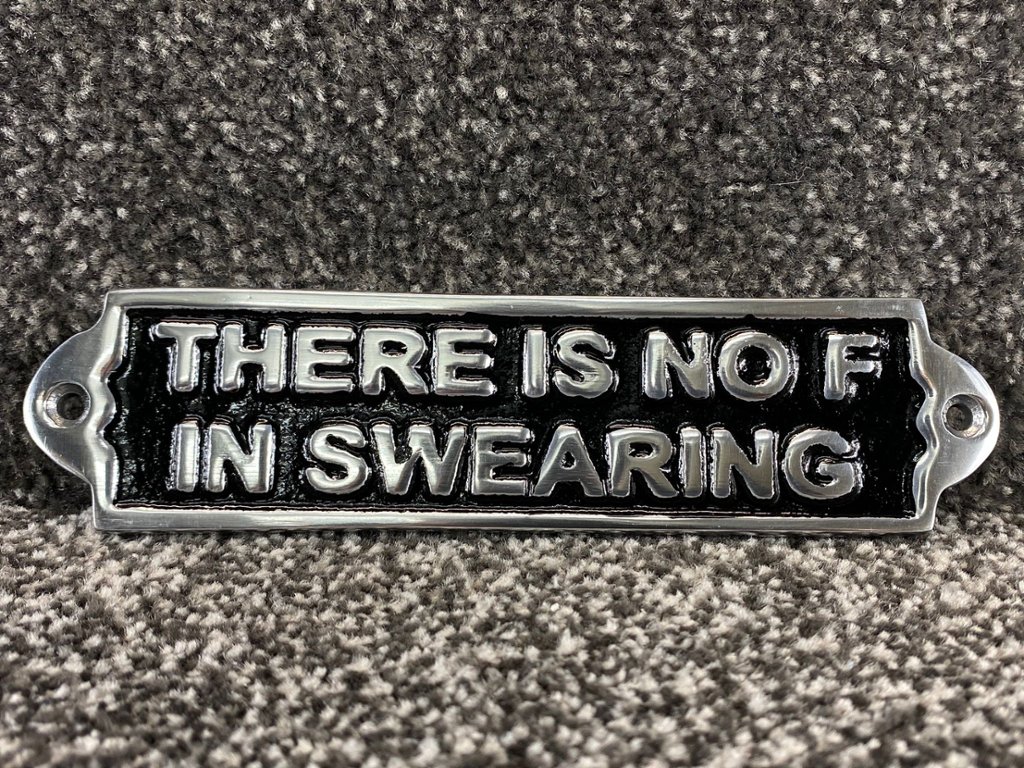 THERE IS NO F
IN SWEARING